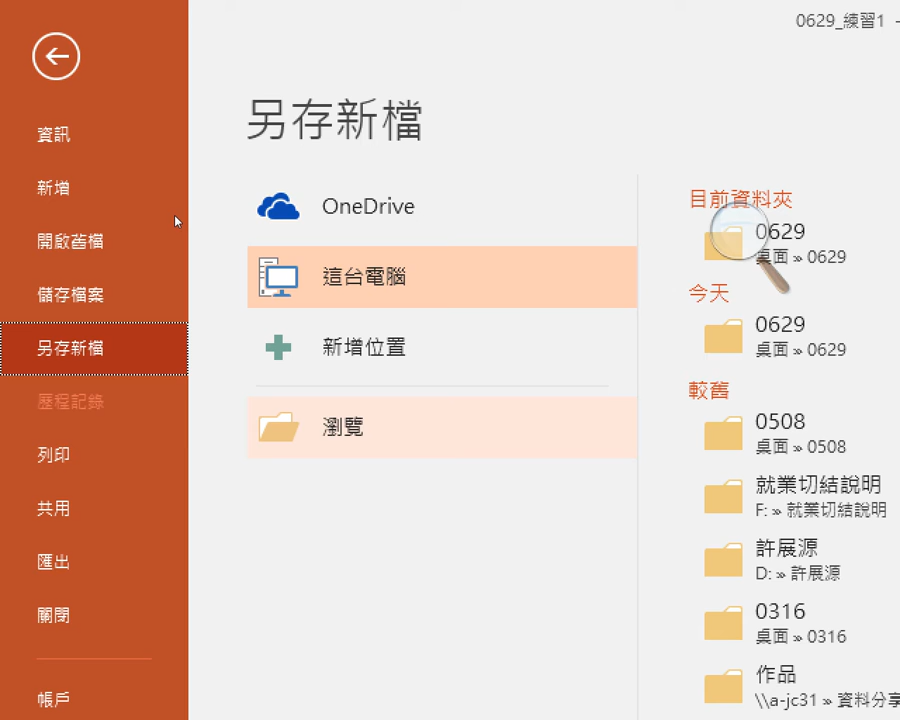 0629_練習1 -
資訊
新增
開啟舊檔
儲存檔案
另存新檔
歷程記錄
列印
共用
匯出
關閉
帳戶
另存新檔
OneDrive
這台電腦
新增位置
瀏覽
目前資料夾
0629
桌面 » 0629
今天
0629
桌面 » 0629
較舊
0508
桌面 » 0508
就業切結說明
F: » 就業切結說明
許展源
D: » 許展源
0316
桌面 » 0316
作品
\\a-jc31 » 資料分享